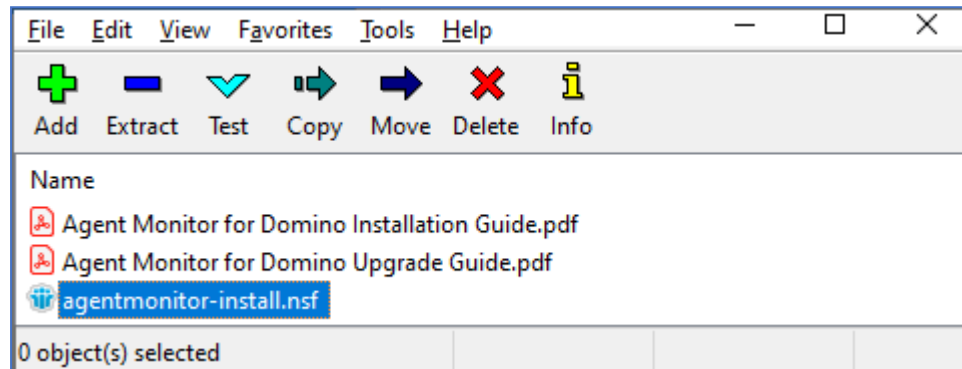 File Edit View Favorites Tools Help
Add Extract Test Copy Move Delete Info
Name
Agent Monitor for Domino Installation Guide.pdf
Agent Monitor for Domino Upgrade Guide.pdf
agentmonitor-install.nsf
0 object(s) selected